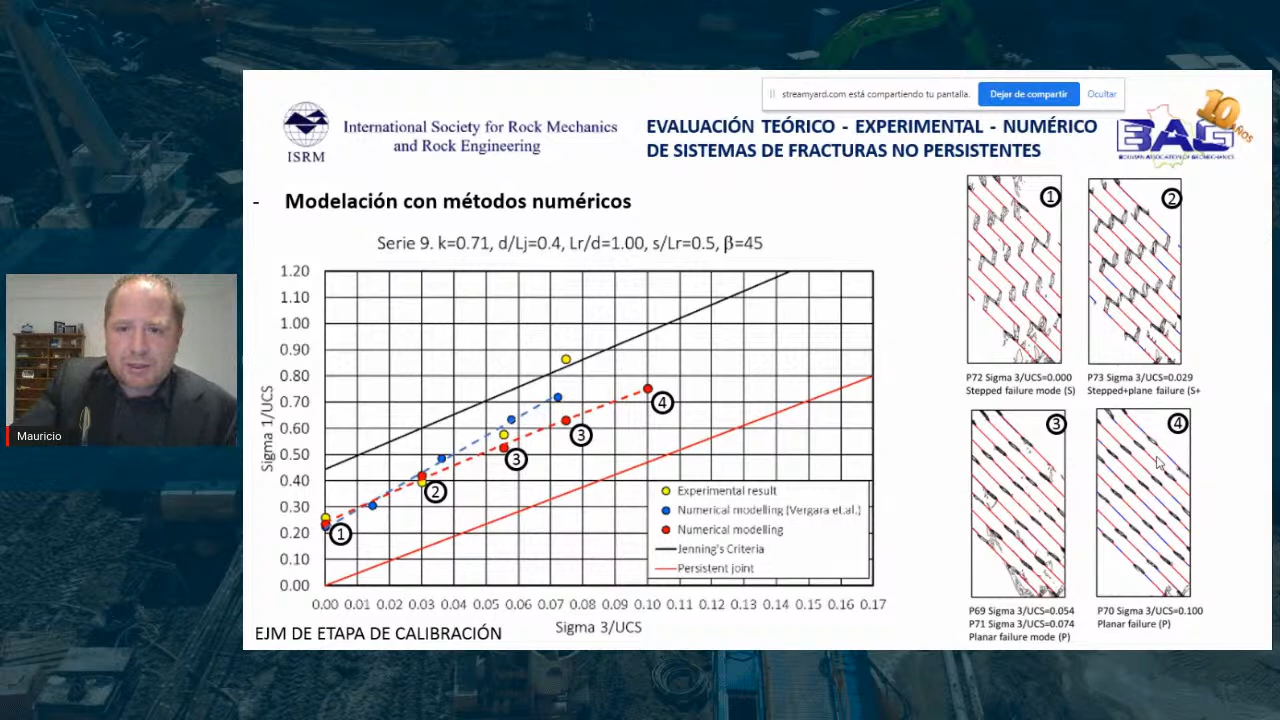 streamyard.com está compartiendo tu pantalla.
Dejar de compartir
Ocultar
ISRM
International Society for Rock Mechanics
and Rock Engineering
EVALUACIÓN TEÓRICO - EXPERIMENTAL - NUMÉRICO
DE SISTEMAS DE FRACTURAS NO PERSISTENTES
10
AÑOS
BAG
BOLIVIAN ASSOCIATION OF GEOMECHANICS
- Modelación con métodos numéricos
Serie 9. k=0.71, d/Lj=0.4, Lr/d=1.00, s/Lr=0.5, β=45
Sigma 1/UCS
1.20
1.10
1.00
0.90
0.80
0.70
0.60
0.50
0.40
0.30
0.20
0.10
0.00
1
2
3
3
4
Experimental result
Numerical modelling (Vergara et.al.)
Numerical modelling
Jenning's Criteria
Persistent joint
0.00 0.01 0.02 0.03 0.04 0.05 0.06 0.07 0.08 0.09 0.10 0.11 0.12 0.13 0.14 0.15 0.16 0.17
Sigma 3/UCS
EJM DE ETAPA DE CALIBRACIÓN
1
P72 Sigma 3/UCS=0.000
Stepped failure mode (S)
2
P73 Sigma 3/UCS=0.029
Stepped+plane failure (S+
3
P69 Sigma 3/UCS=0.054
P71 Sigma 3/UCS=0.074
Planar failure mode (P)
4
P70 Sigma 3/UCS=0.100
Planar failure (P)
Mauricio